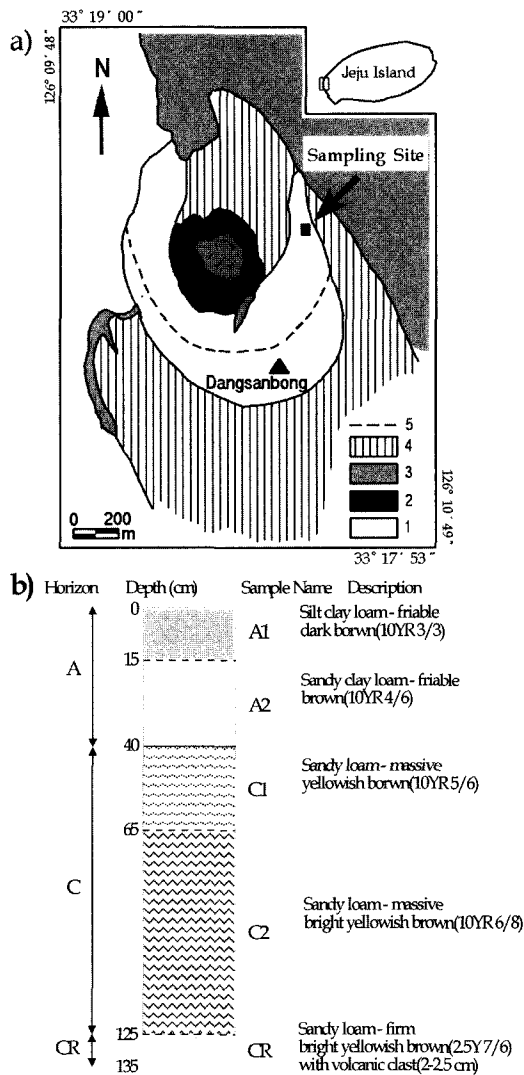 33° 19′ 00″
a)
126° 09′ 48″
N
Jeju Island
Sampling Site
Dangsanbong
5
4
3
2
1
0 200
m
126° 10′ 49″
33° 17′ 53″
b) Horizon Depth (cm) Sample Name Description
0
A
A1
Silt clay loam - friable
dark borwn(10YR 3/3)
15
A2
Sandy clay loam - friable
brown(10YR 4/6)
40
C
C1
Sandy loam - massive
yellowish borwn(10YR 5/6)
65
C2
Sandy loam - massive
bright yellowish brown(10YR 6/8)
125
CR
135
CR
Sandy loam - firm
bright yellowish brown(2.5Y 7/6)
with volcanic clast(2-2.5 cm)